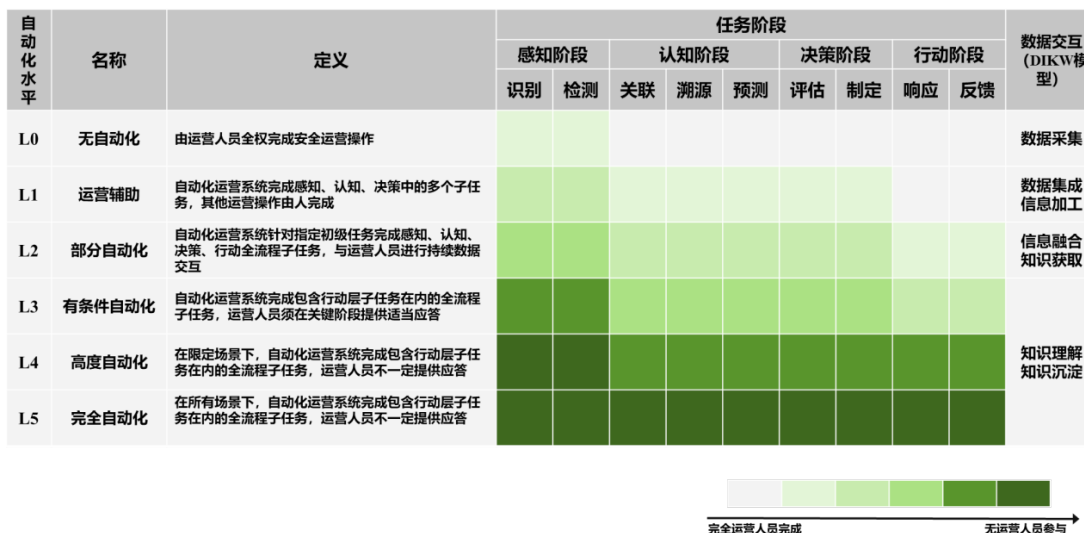 自动化水平
名称
定义
任务阶段
数据交互
(DIKW模
型)
感知阶段
认知阶段
决策阶段
行动阶段
识别
检测
关联
溯源
预测
评估
制定
响应
反馈
L0
无自动化
由运营人员全权完成安全运营操作
数据采集
L1
运营辅助
自动化运营系统完成感知、认知、决策中的多个子任
务，其他运营操作由人完成
数据集成
信息加工
L2
部分自动化
自动化运营系统针对指定初级任务完成感知、认知、
决策、行动全流程子任务，与运营人员进行持续数据
交互
信息融合
知识获取
L3
有条件自动化
自动化运营系统完成包含行动层子任务在内的全流程
子任务，运营人员须在关键阶段提供适当应答
L4
高度自动化
在限定场景下，自动化运营系统完成包含行动层子任
务在内的全流程子任务，运营人员不一定提供应答
知识理解
知识沉淀
L5
完全自动化
在所有场景下，自动化运营系统完成包含行动层子任
务在内的全流程子任务，运营人员不一定提供应答
完全运营人员完成
无运营人员参与